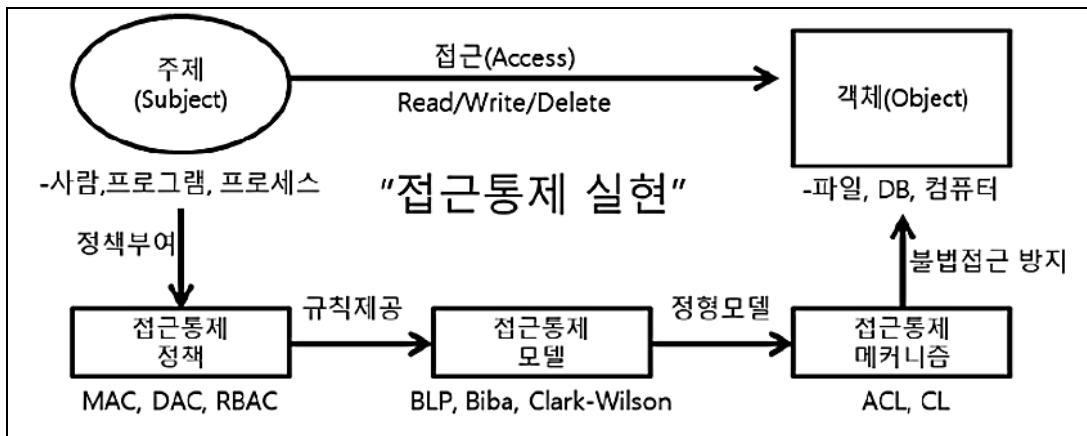 주제
(Subject)
접근(Access)
Read/Write/Delete
객체(Object)
-사람,프로그램, 프로세스
"접근통제 실현"
-파일, DB, 컴퓨터
정책부여
불법접근 방지
접근통제
정책
규칙제공
접근통제
모델
정형모델
접근통제
메커니즘
MAC, DAC, RBAC
BLP, Biba, Clark-Wilson
ACL, CL